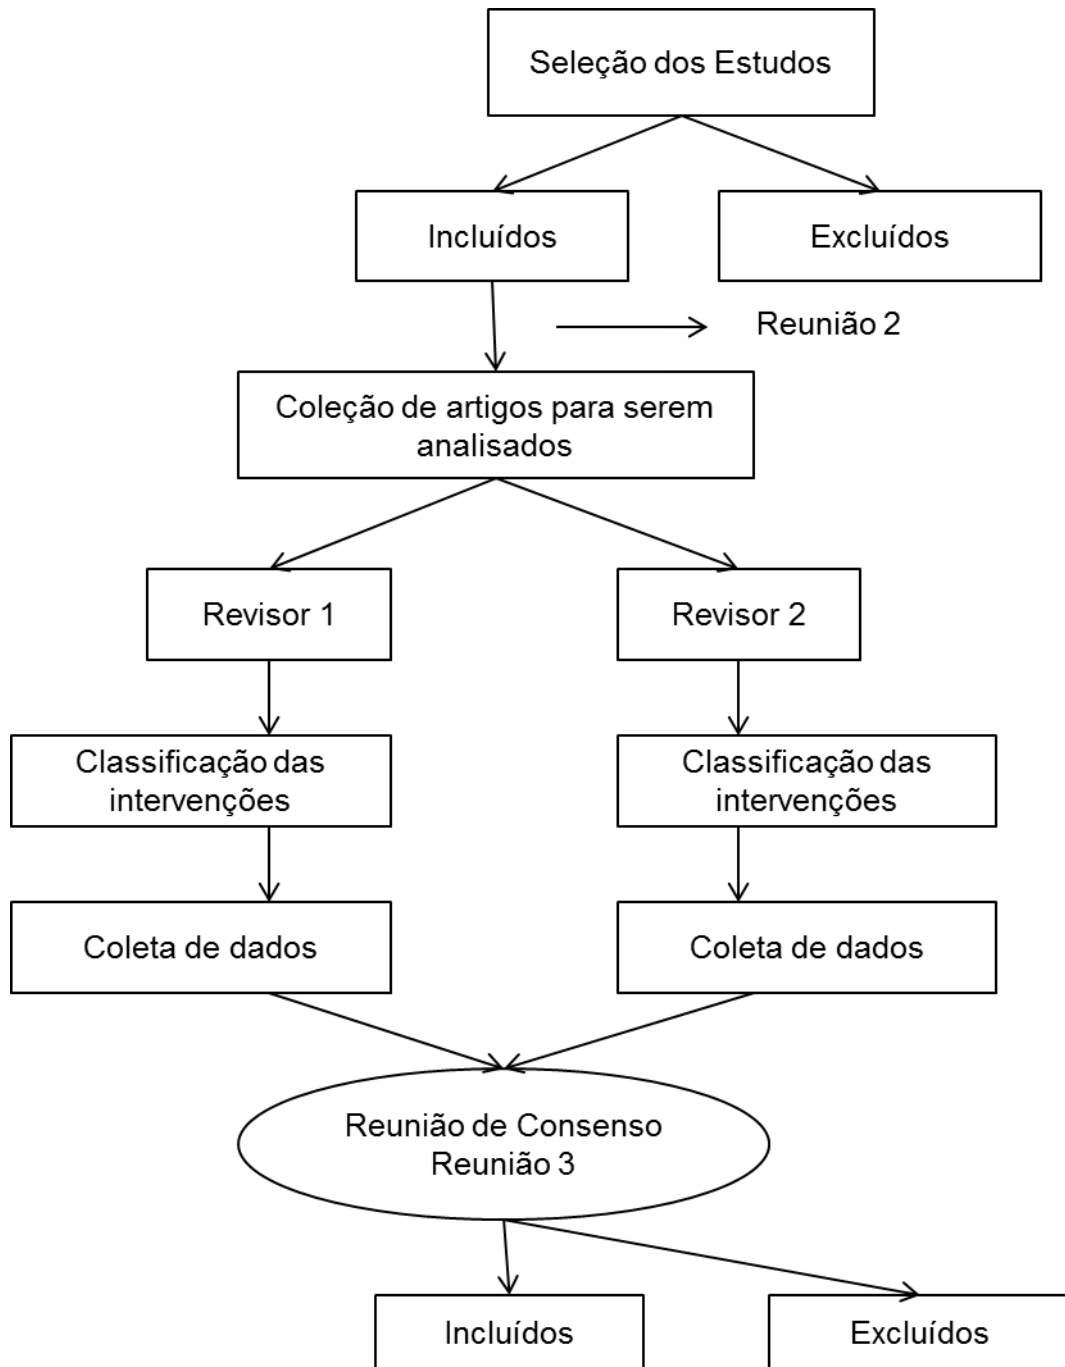 Seleção dos Estudos
Incluídos
Excluídos
Reunião 2
Coleção de artigos para serem
analisados
Revisor 1
Revisor 2
Classificação das
intervenções
Classificação das
intervenções
Coleta de dados
Coleta de dados
Reunião de Consenso
Reunião 3
Incluídos
Excluídos